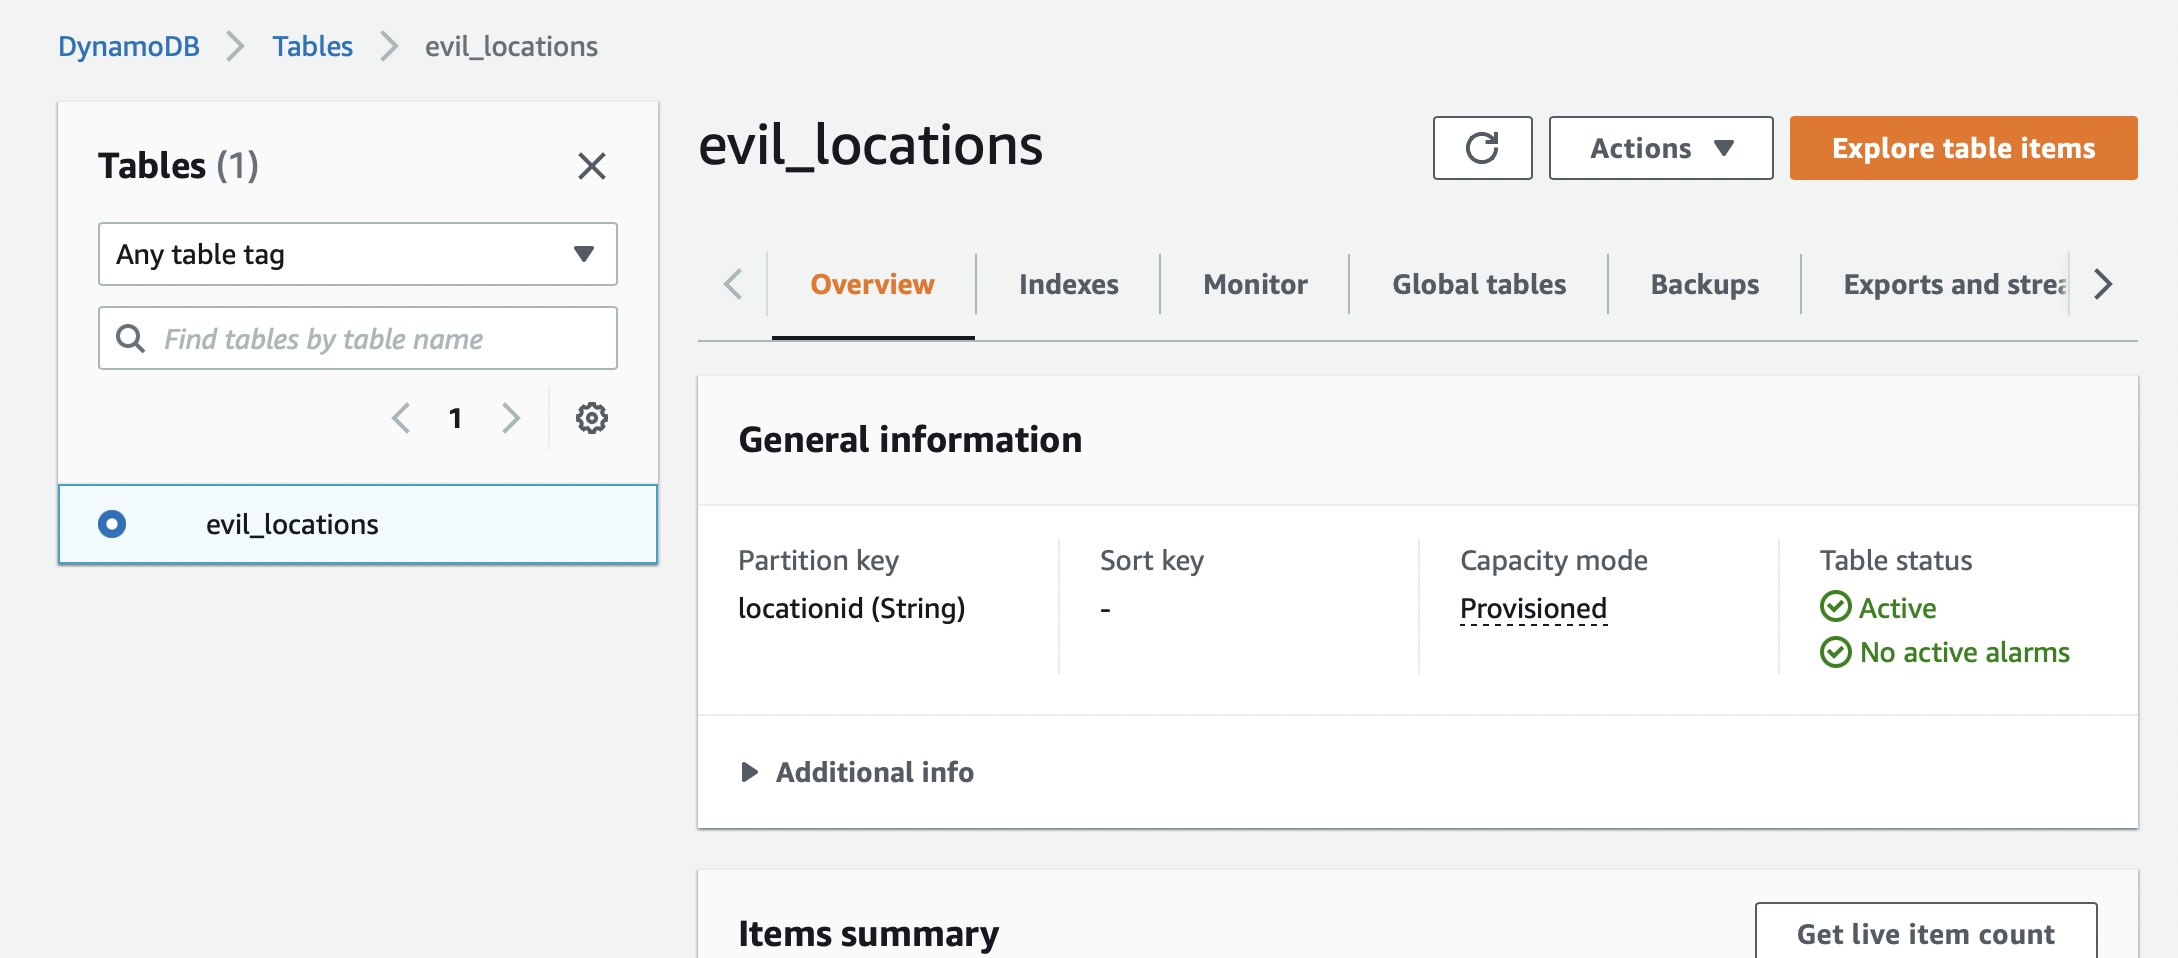 DynamoDB > Tables > evil_locations
Tables (1)
Any table tag
Find tables by table name
1
evil_locations
evil_locations
Actions
Explore table items
Overview
Indexes
Monitor
Global tables
Backups
Exports and strea
General information
Partition key
locationid (String)
Sort key
-
Capacity mode
Provisioned
Table status
Active
No active alarms
Additional info
Items summary
Get live item count